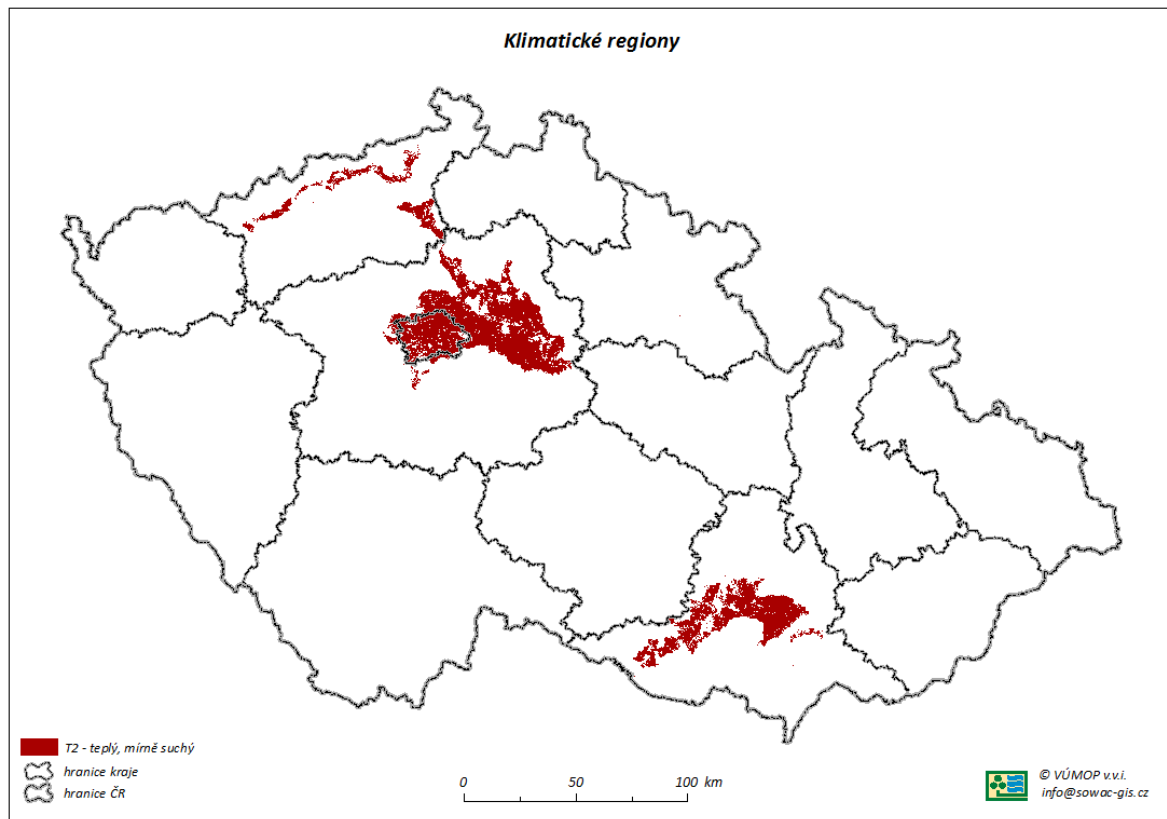 Klimatické regiony
T2 - teplý, mírně suchý
hranice kraje
hranice ČR
0 50 100 km
© VÚMOP v.v.i.
info@sowac-gis.cz